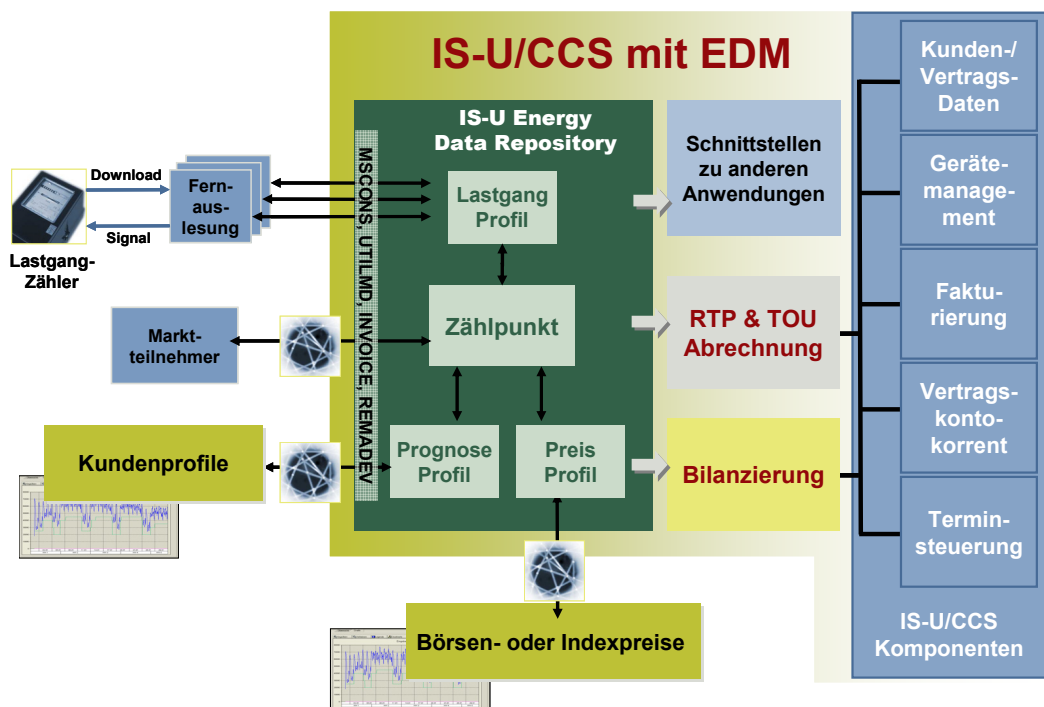 IS-U/CCS mit EDM
IS-U Energy
Data Repository
MSCONS, UTILMD, INVOICE, REMADEV
Download
Signal
Lastgang-
Zähler
Fern-
aus-
lesung
Lastgang
Profil
Zählpunkt
Prognose
Profil
Preis
Profil
Markt-
teilnehmer
Kundenprofile
Börsen- oder Indexpreise
Schnittstellen
zu anderen
Anwendungen
RTP & TOU
Abrechnung
Bilanzierung
Kunden-/
Vertrags-
Daten
Geräte-
manage-
ment
Faktu-
rierung
Vertrags-
konto-
korrent
Termin-
steuerung
IS-U/CCS
Komponenten